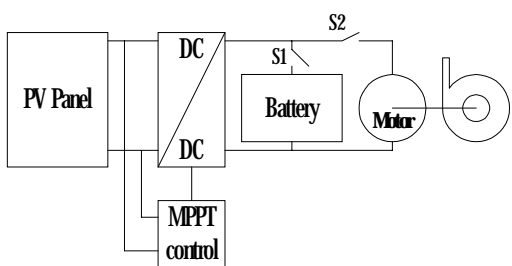 S2
DC
S1
PV Panel
Battery
Motor
DC
MPPT
control